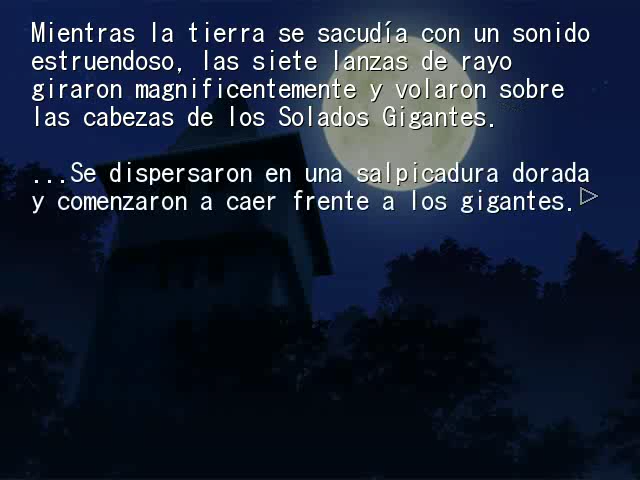 Mientras la tierra se sacudía con un sonido
estruendoso, las siete lanzas de rayo
giraron magnificentemente y volaron sobre
las cabezas de los Solados Gigantes.
...Se dispersaron en una salpicadura dorada
y comenzaron a caer frente a los gigantes.